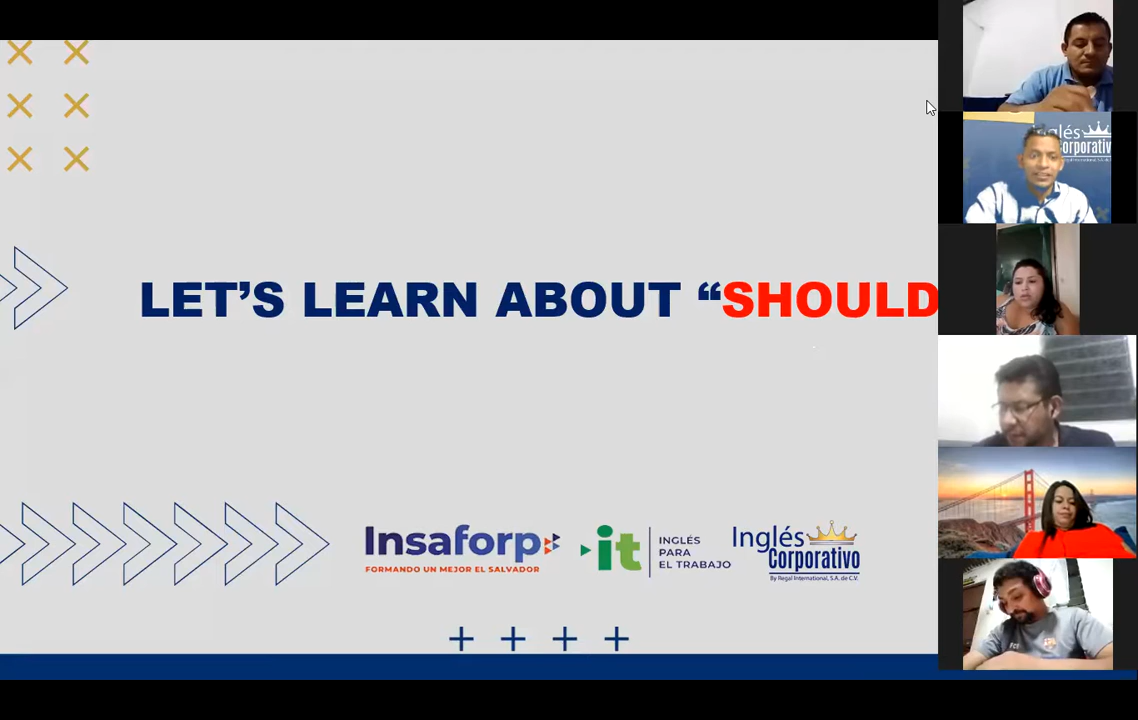 LET’S LEARN ABOUT “SHOULD
Insaforp
FORMANDO UN MEJOR EL SALVADOR
it
INGLÉS
PARA
EL TRABAJO
Inglés
Corporativo
By Regal International, S.A. de C.V.
Inglés
Corporativo